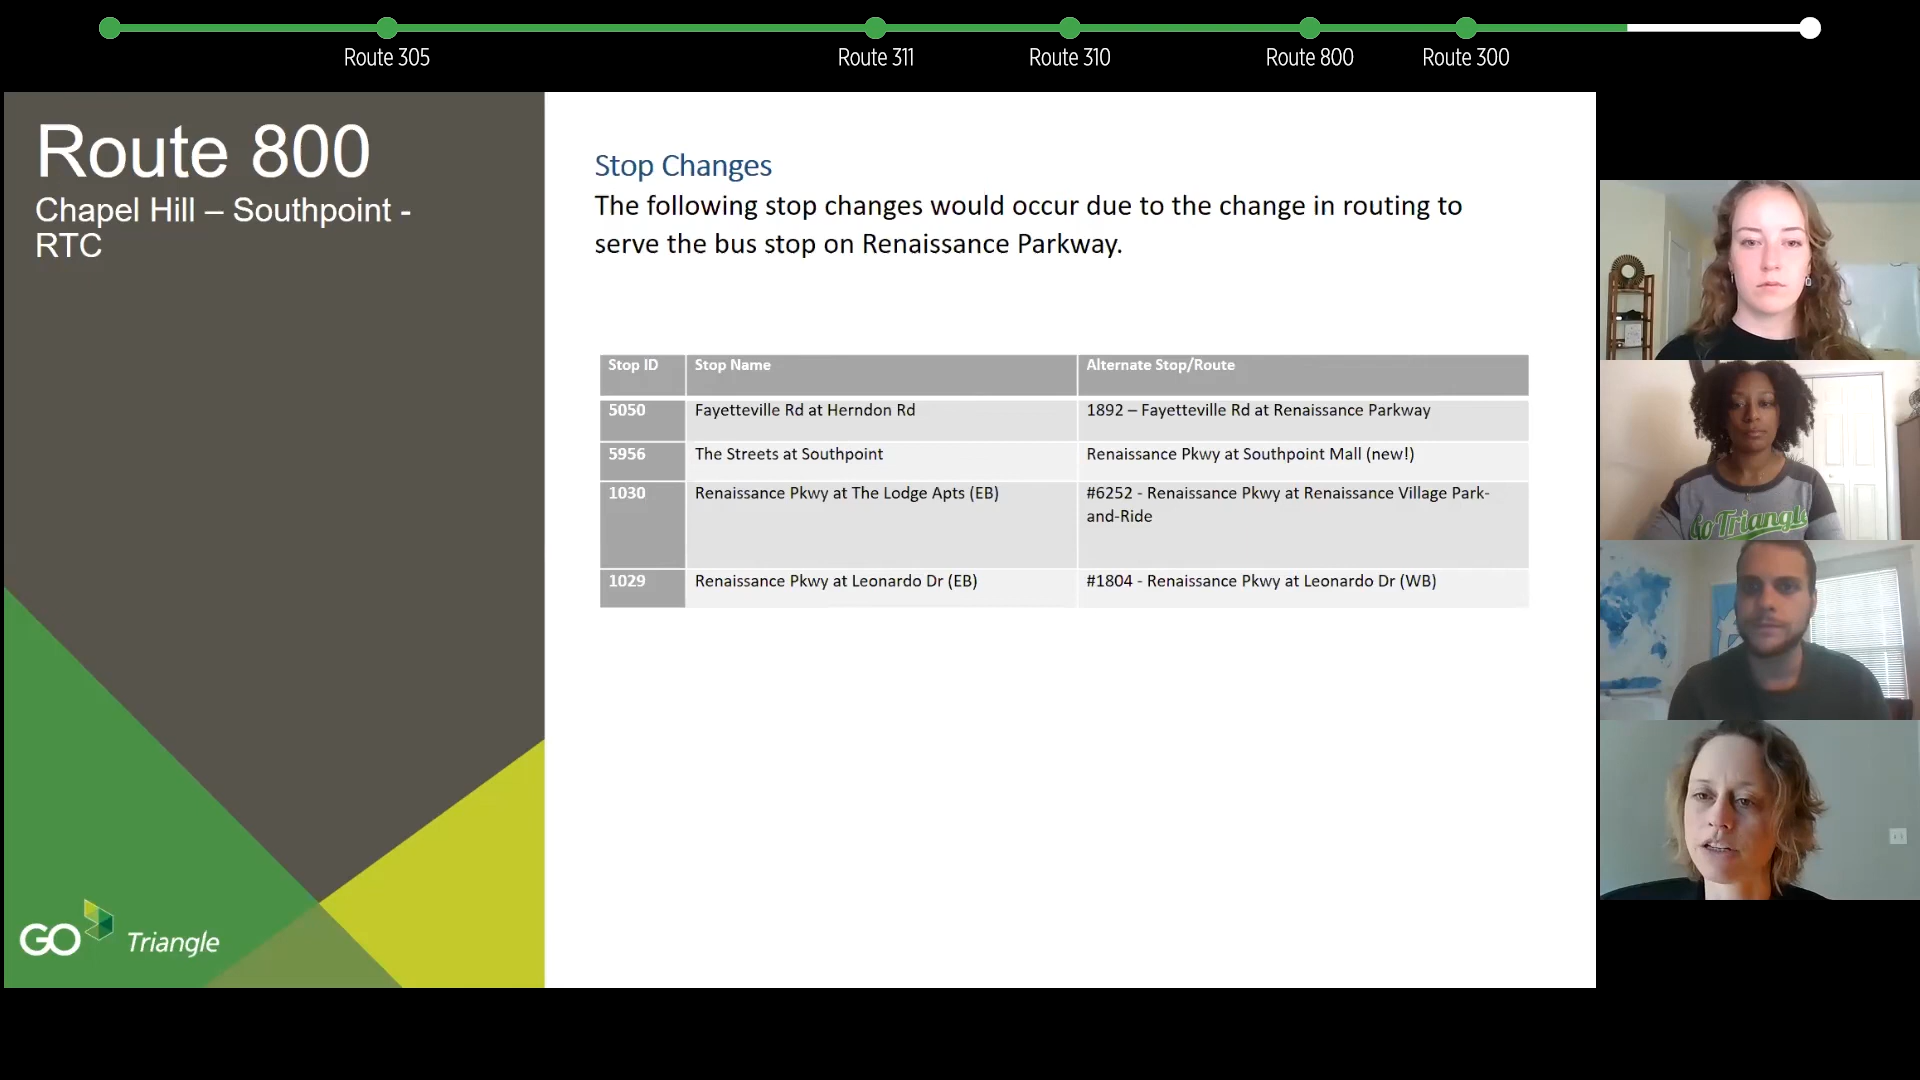 Route 305
Route 311
Route 310
Route 800
Route 300
Route 800
Chapel Hill – Southpoint -
RTC
Stop Changes
The following stop changes would occur due to the change in routing to
serve the bus stop on Renaissance Parkway.
Stop ID Stop Name Alternate Stop/Route
5050 Fayetteville Rd at Herndon Rd 1892 – Fayetteville Rd at Renaissance Parkway
5956 The Streets at Southpoint Renaissance Pkwy at Southpoint Mall (new!)
1030 Renaissance Pkwy at The Lodge Apts (EB) #6252 - Renaissance Pkwy at Renaissance Village Park-
and-Ride
1029 Renaissance Pkwy at Leonardo Dr (EB) #1804 - Renaissance Pkwy at Leonardo Dr (WB)
GO Triangle
GoTriangle